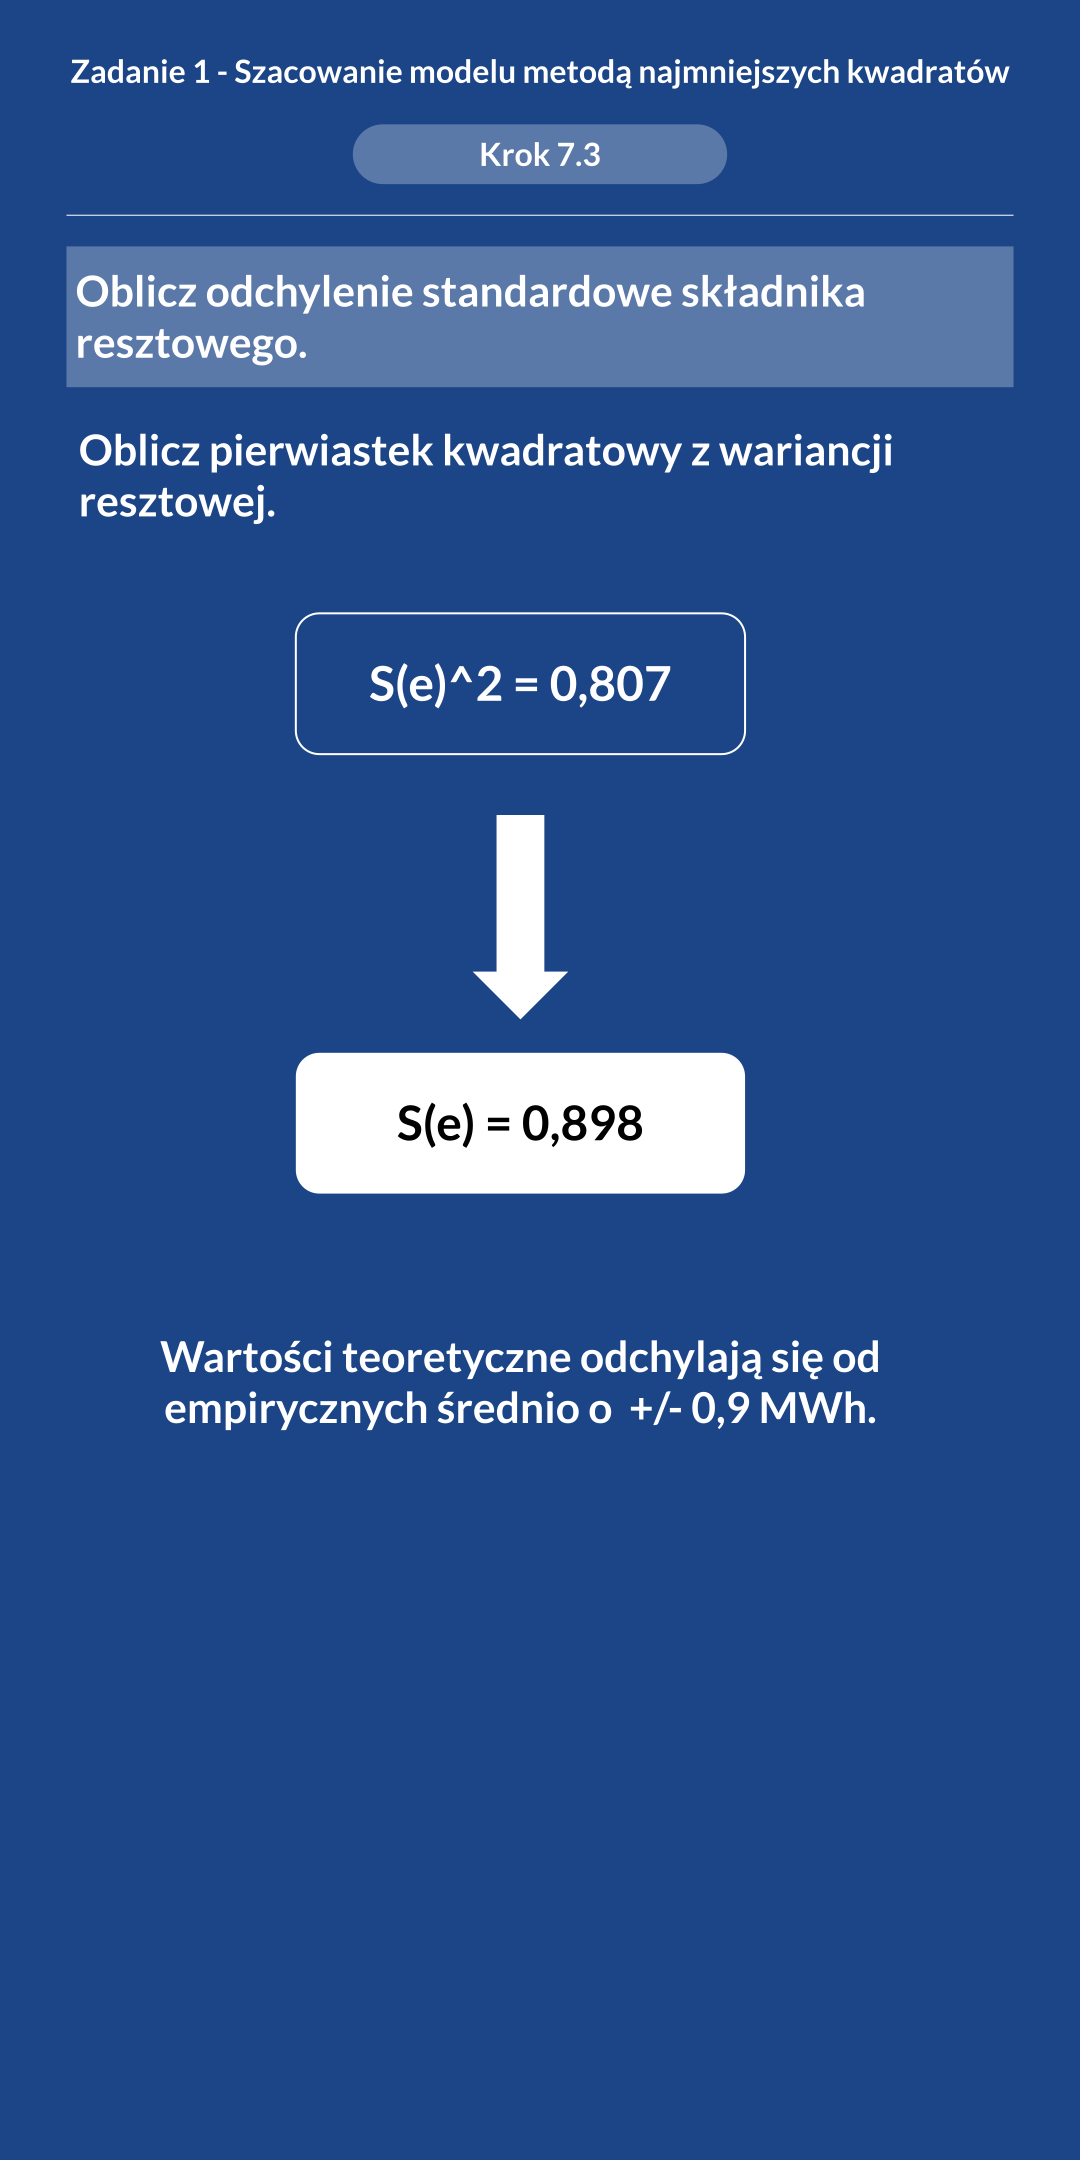 Zadanie 1 - Szacowanie modelu metodą najmniejszych kwadratów
Krok 7.3
Oblicz odchylenie standardowe składnika
resztowego.
Oblicz pierwiastek kwadratowy z wariancji
resztowej.
S(e)^2 = 0,807
S(e) = 0,898
Wartości teoretyczne odchylają się od
empirycznych średnio o +/- 0,9 MWh.